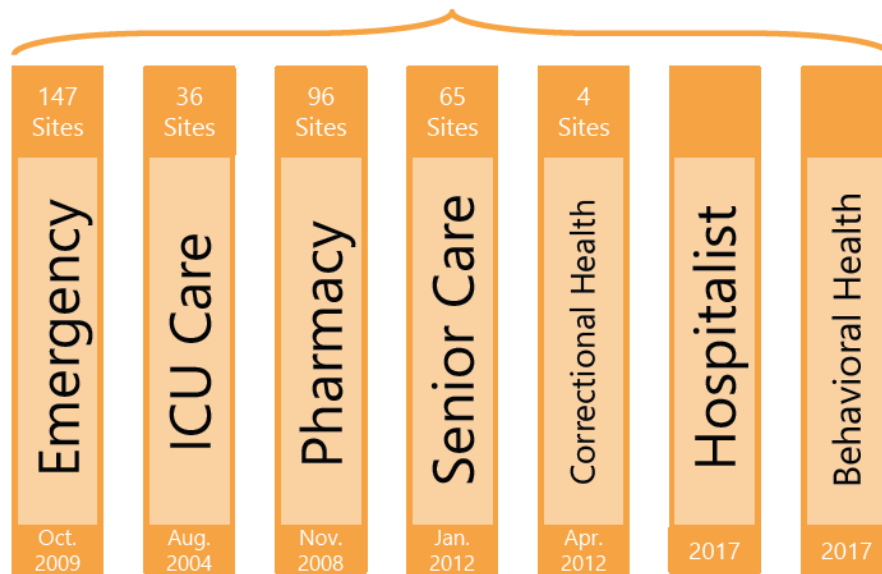 147
Sites
Emergency
Oct.
2009
36
Sites
ICU Care
Aug.
2004
96
Sites
Pharmacy
Nov.
2008
65
Sites
Senior Care
Jan.
2012
4
Sites
Correctional Health
Apr.
2012
Hospitalist
2017
Behavioral Health
2017